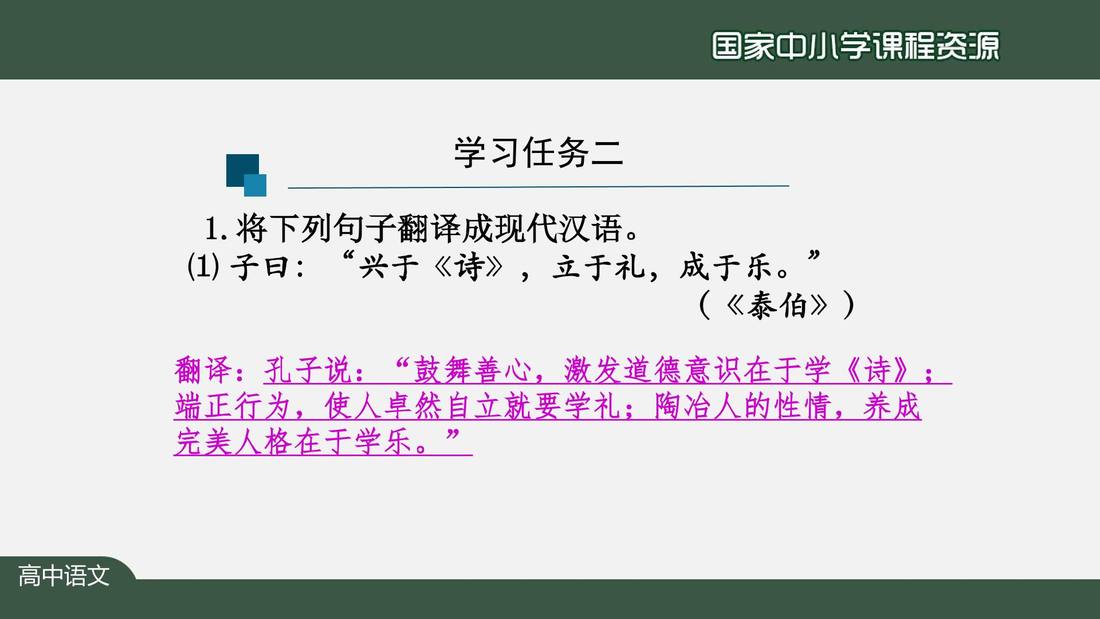 国家中小学课程资源
学习任务二
1.将下列句子翻译成现代汉语。
⑴ 子曰：“兴于《诗》，立于礼，成于乐。”
（《泰伯》）
翻译：孔子说：“鼓舞善心，激发道德意识在于学《诗》；
端正行为，使人卓然自立就要学礼；陶冶人的性情，养成
完美人格在于学乐。”
高中语文